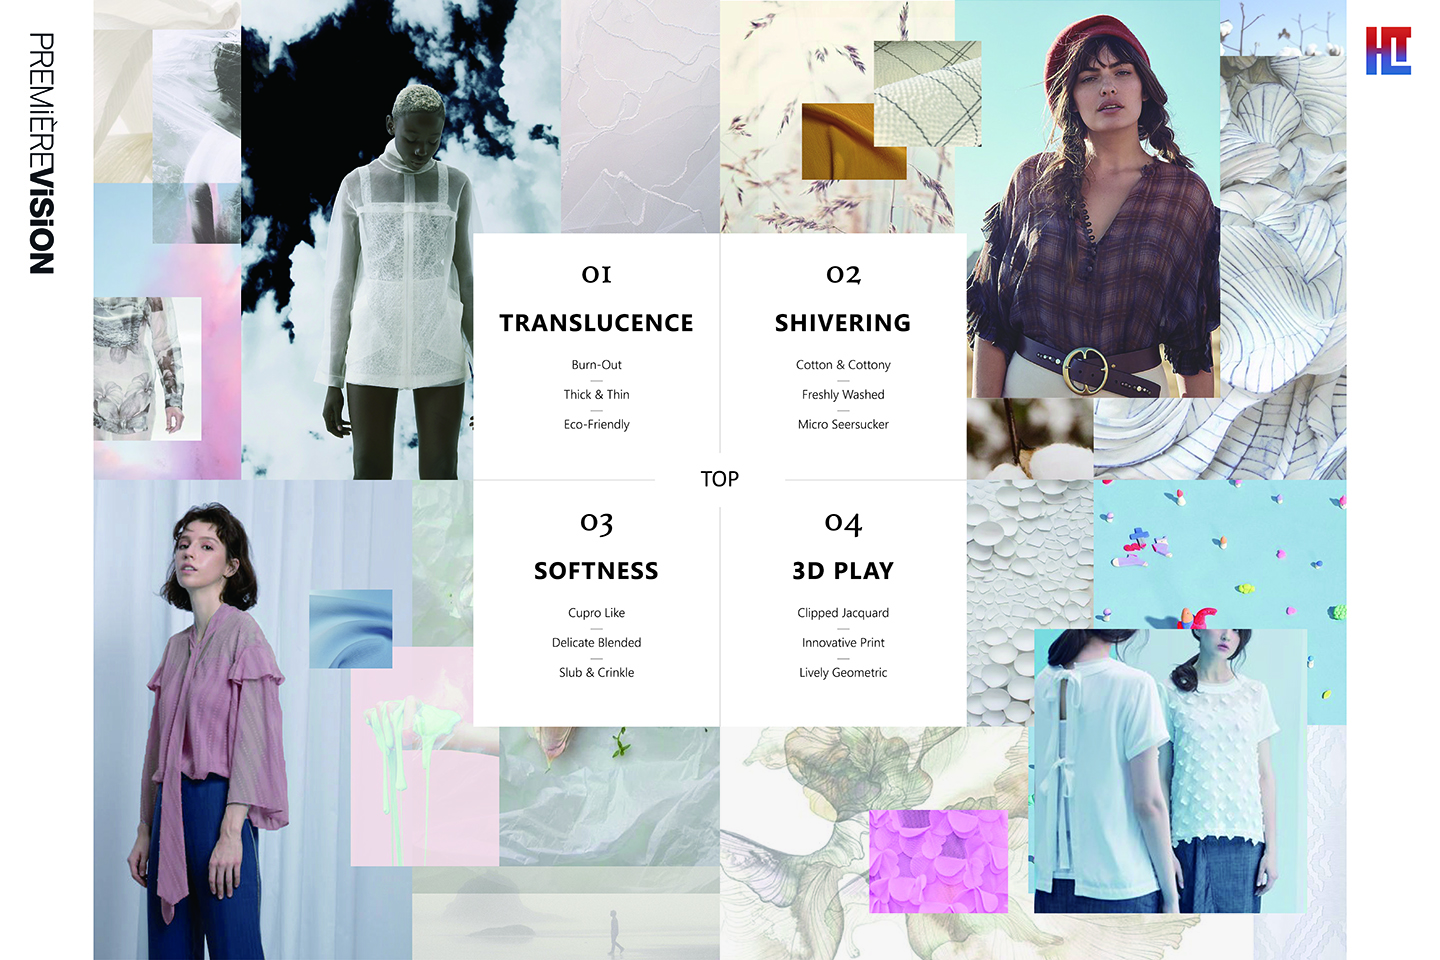 PREMIÈREVISION
HLT
01
TRANSLUCENCE
Burn-Out
Thick & Thin
Eco-Friendly
02
SHIVERING
Cotton & Cottony
Freshly Washed
Micro Seersucker
TOP
03
SOFTNESS
Cupro Like
Delicate Blended
Slub & Crinkle
04
3D PLAY
Clipped Jacquard
Innovative Print
Lively Geometric